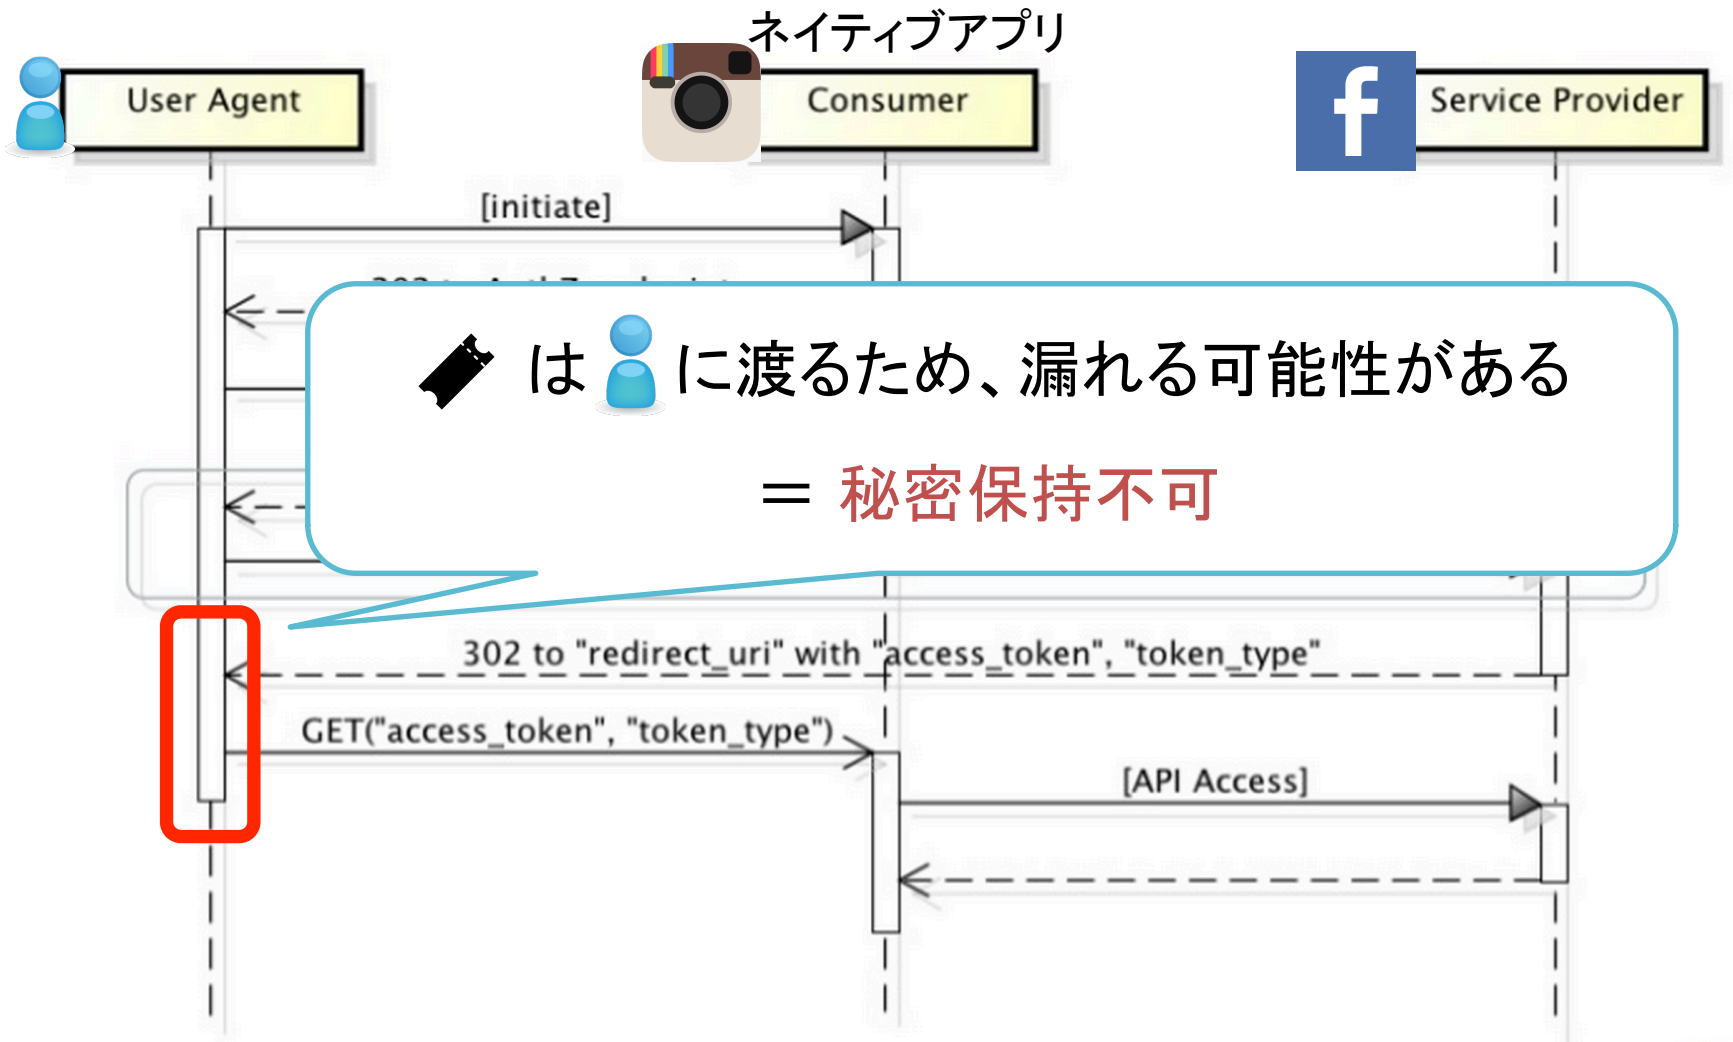 ネイティブアプリ
User Agent
Consumer
Service Provider
[initiate]
は に渡るため、漏れる可能性がある
＝ 秘密保持不可
302 to "redirect_uri" with "access_token", "token_type"
GET("access_token", "token_type")
[API Access]